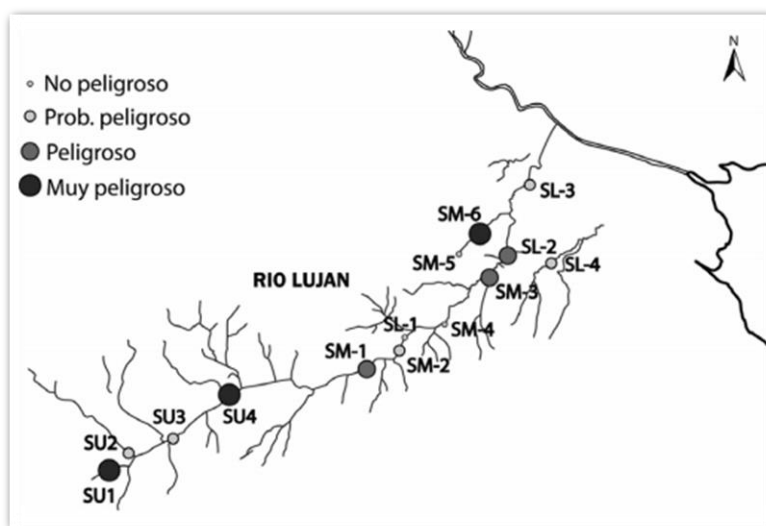 N
No peligroso
Prob. peligroso
Peligroso
Muy peligroso
SL-3
SM-6
SL-2
SM-5
SL-4
RIO LUJAN
SM-3
SL-1
SM-4
SM-1
SM-2
SU4
SU3
SU2
SU1